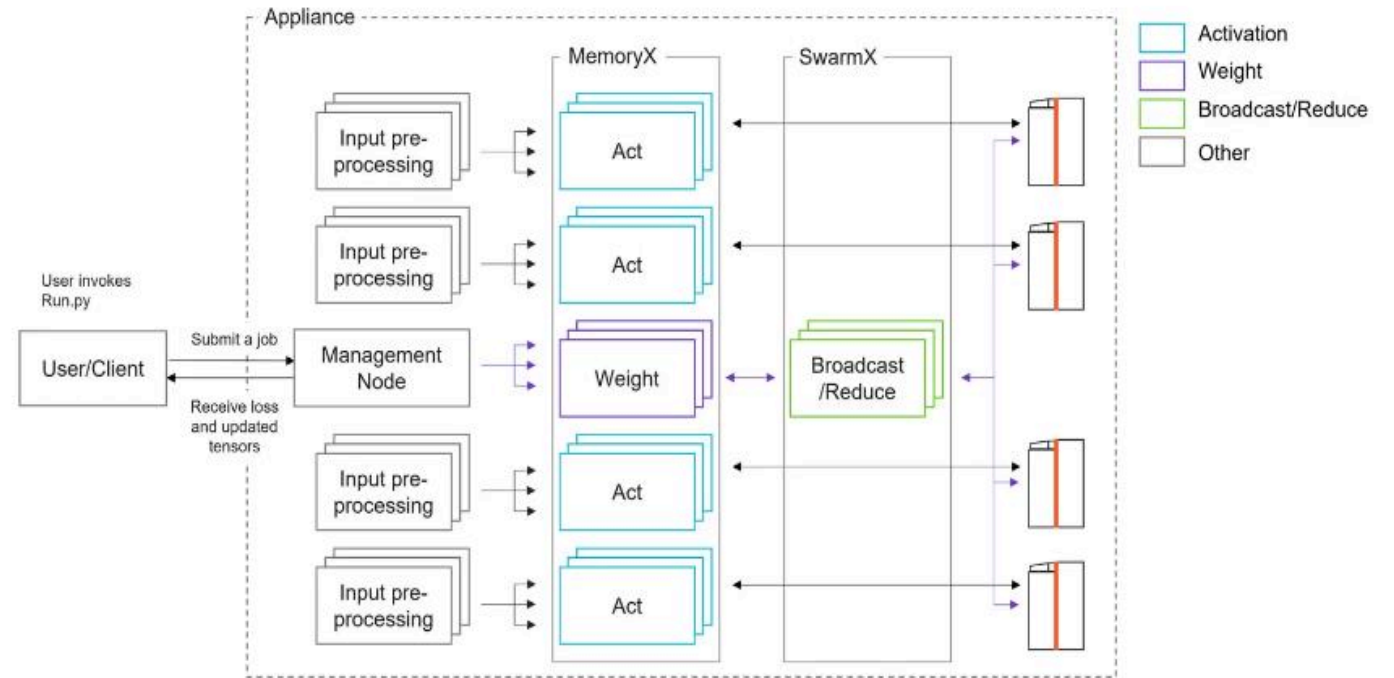 Appliance
MemoryX
SwarmX
Activation
Weight
Broadcast/Reduce
Other
Input pre-
processing
Act
Input pre-
processing
Act
User invokes
Run.py
User/Client
Submit a job
Receive loss
and updated
tensors
Management
Node
Weight
Broadcast
/Reduce
Input pre-
processing
Act
Input pre-
processing
Act